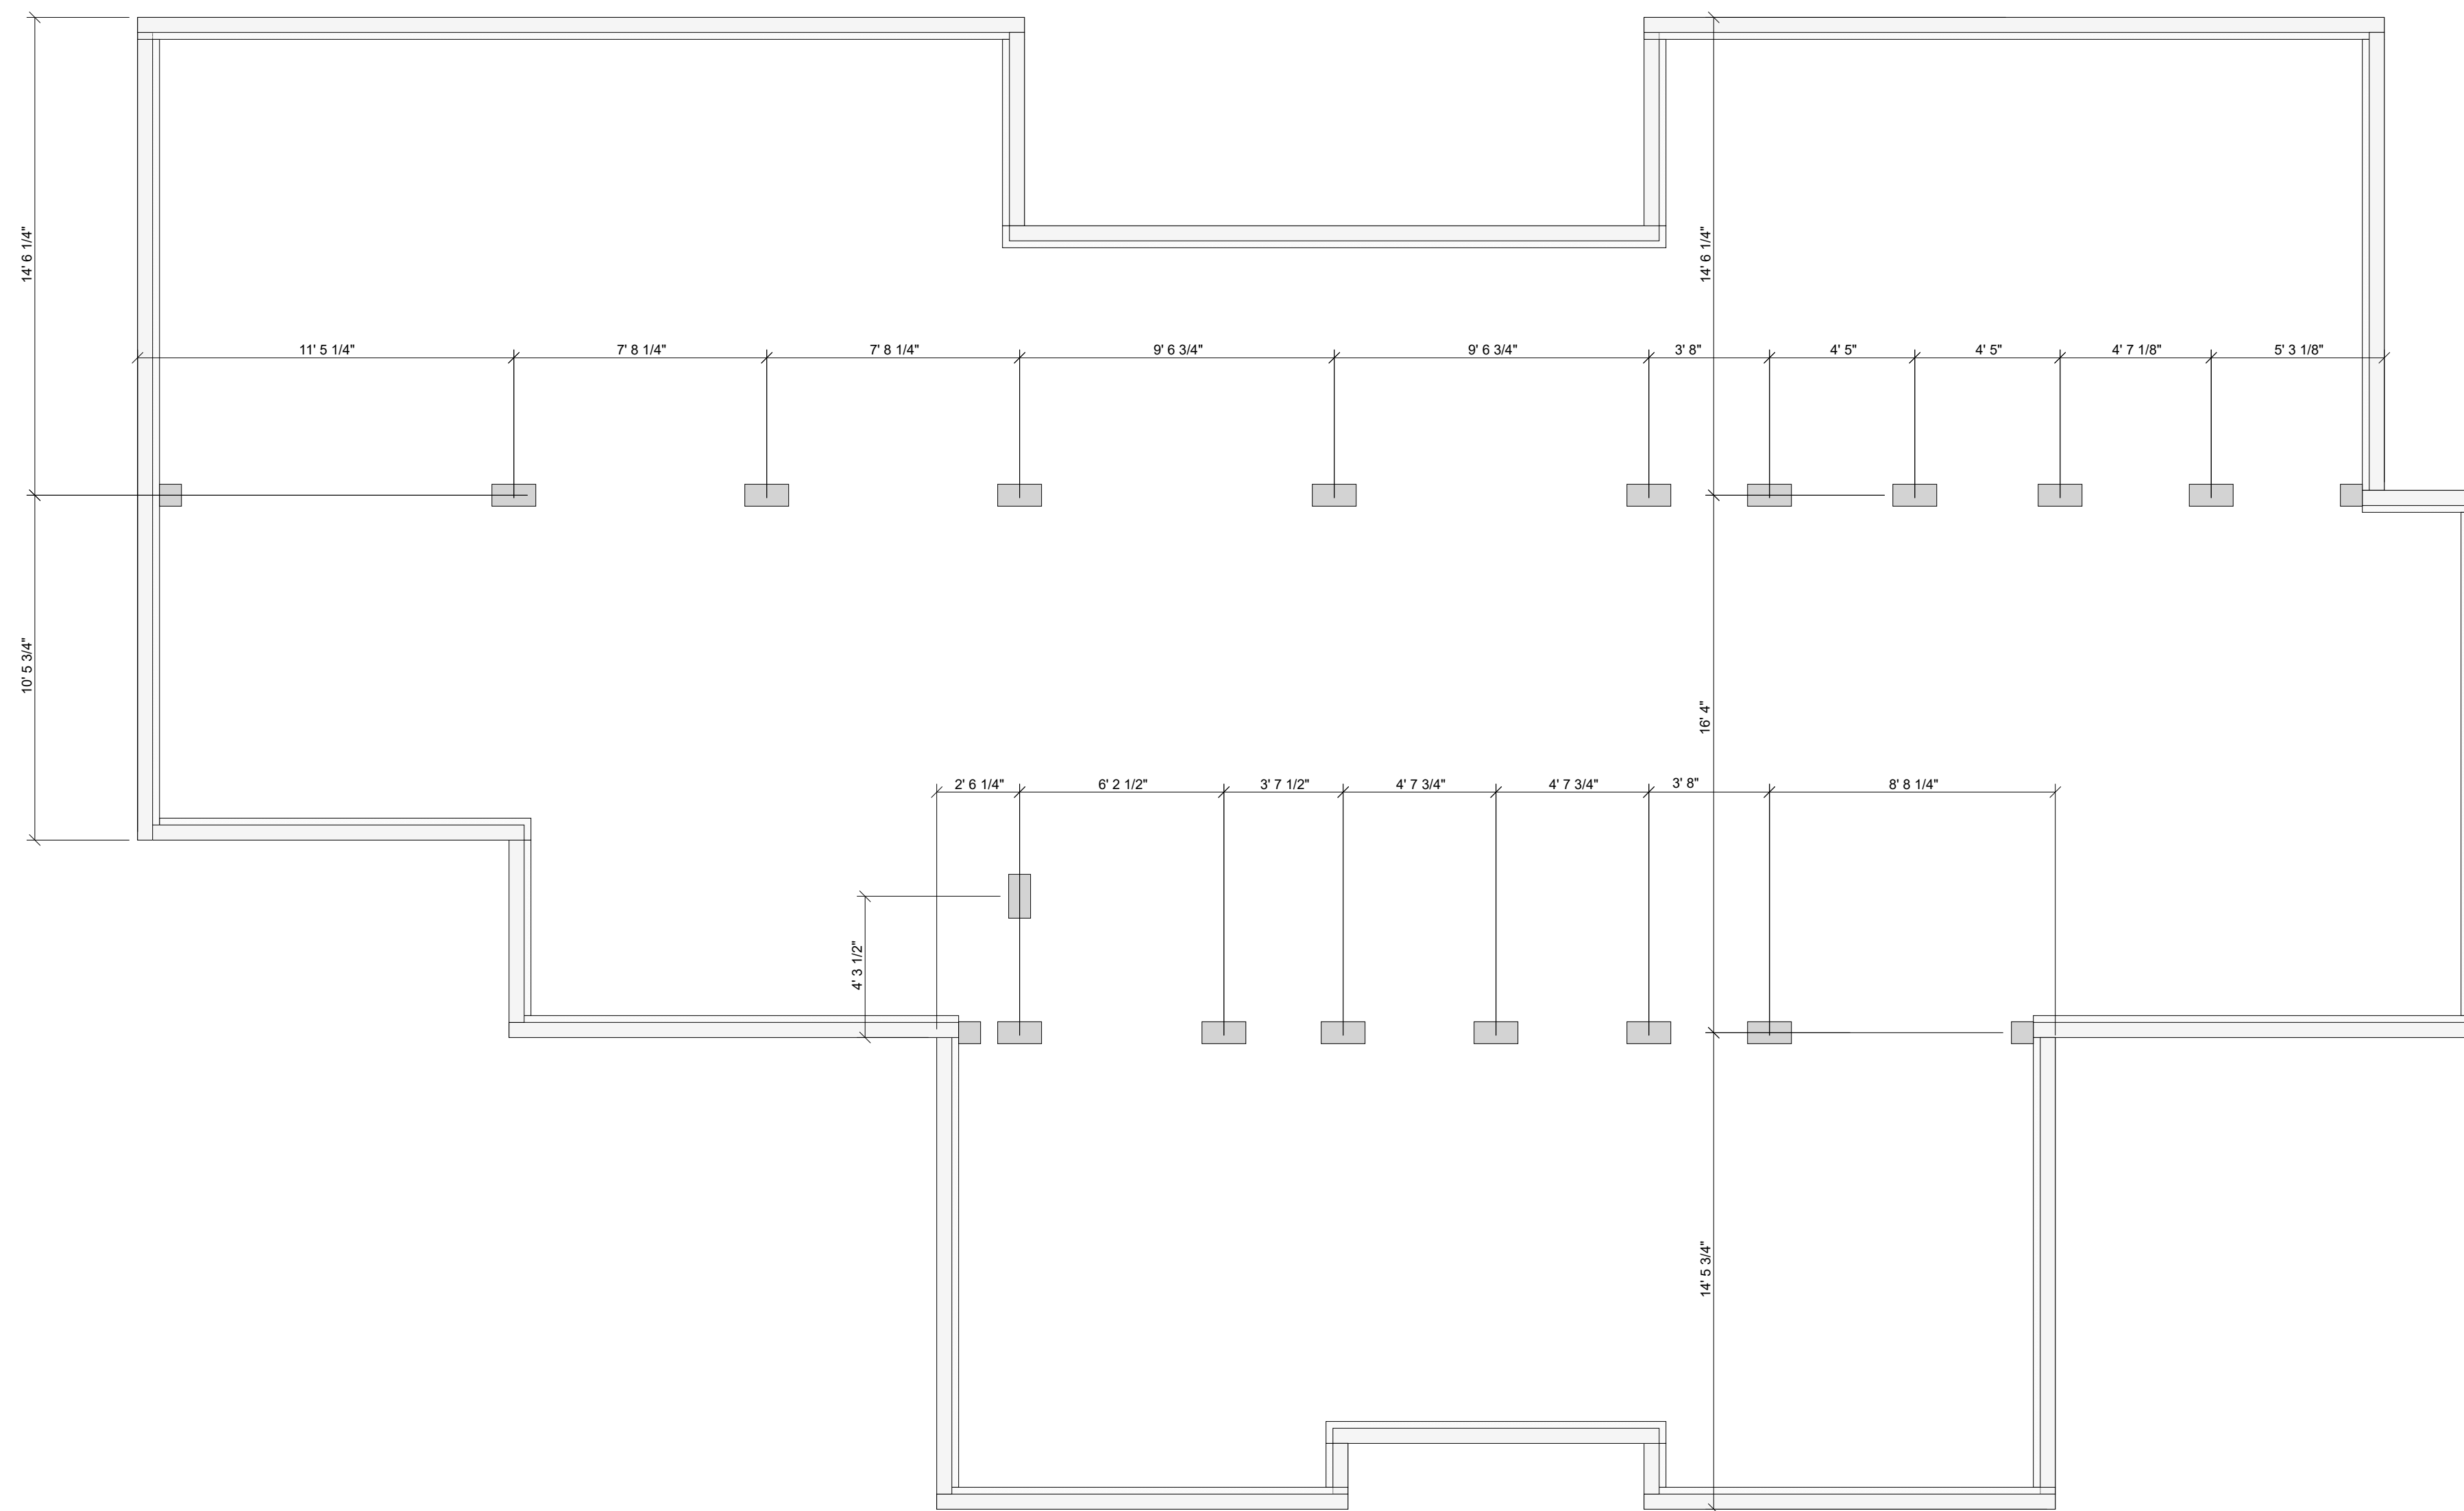 14' 6 1/4"
14' 6 1/4"
11' 5 1/4"
7' 8 1/4"
7' 8 1/4"
9' 6 3/4"
9' 6 3/4"
3' 8"
4' 5"
4' 5"
4' 7 1/8"
5' 3 1/8"
10' 5 3/4"
16' 4"
2' 6 1/4"
6' 2 1/2"
3' 7 1/2"
4' 7 3/4"
4' 7 3/4"
3' 8"
8' 8 1/4"
4' 3 1/2"
14' 5 3/4"